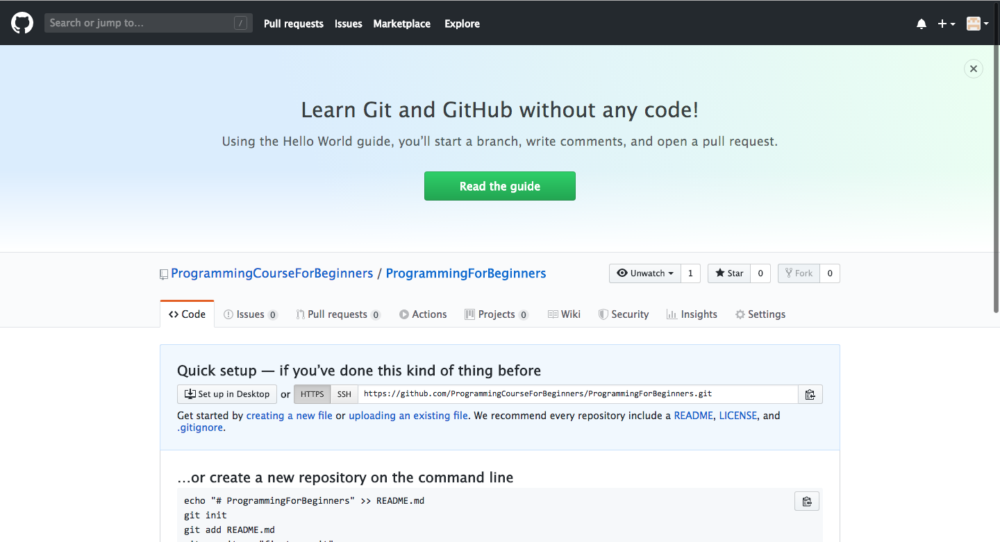 Search or jump to... /
Pull requests Issues Marketplace Explore
Learn Git and GitHub without any code!
Using the Hello World guide, you’ll start a branch, write comments, and open a pull request.
Read the guide
ProgrammingCourseForBeginners / ProgrammingForBeginners
Unwatch 1 Star 0 Fork 0
Code Issues 0 Pull requests 0 Actions Projects 0 Wiki Security Insights Settings
Quick setup — if you’ve done this kind of thing before
Set up in Desktop or HTTPS SSH https://github.com/ProgrammingCourseForBeginners/ProgrammingForBeginners.git
Get started by creating a new file or uploading an existing file. We recommend every repository include a README, LICENSE, and
.gitignore.
…or create a new repository on the command line
echo "# ProgrammingForBeginners" >> README.md
git init
git add README.md